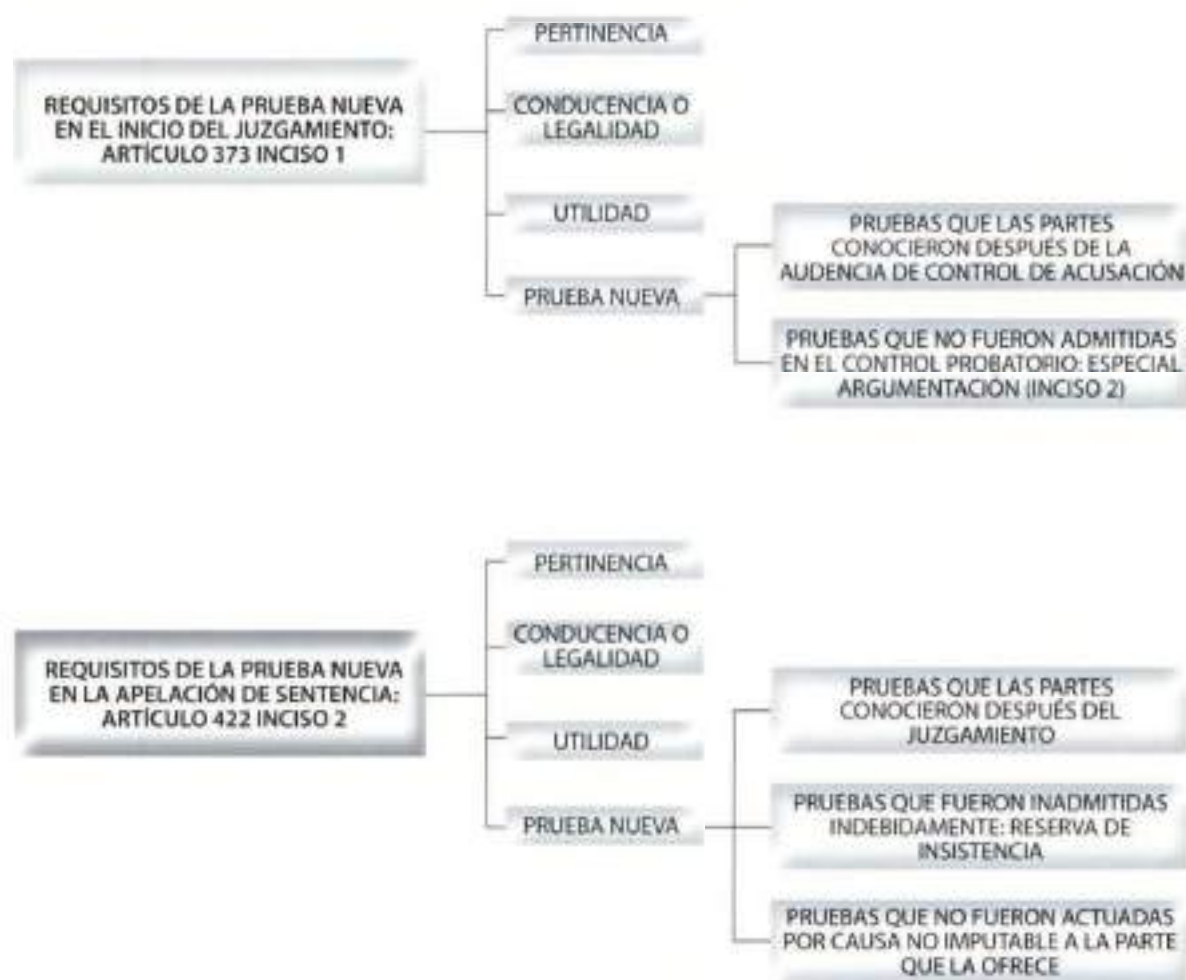 REQUISITOS DE LA PRUEBA NUEVA
EN EL INICIO DEL JUZGAMIENTO:
ARTÍCULO 373 INCISO 1
PERTINENCIA
CONDUCENCIA O
LEGALIDAD
UTILIDAD
PRUEBA NUEVA
PRUEBAS QUE LAS PARTES
CONOCIERON DESPUÉS DE LA
AUDENCIA DE CONTROL DE ACUSACIÓN
PRUEBAS QUE NO FUERON ADMITIDAS
EN EL CONTROL PROBATORIO: ESPECIAL
ARGUMENTACIÓN (INCISO 2)
REQUISITOS DE LA PRUEBA NUEVA
EN LA APELACIÓN DE SENTENCIA:
ARTÍCULO 422 INCISO 2
PERTINENCIA
CONDUCENCIA O
LEGALIDAD
UTILIDAD
PRUEBA NUEVA
PRUEBAS QUE LAS PARTES
CONOCIERON DESPUÉS DEL
JUZGAMIENTO
PRUEBAS QUE FUERON INADMITIDAS
INDEBIDAMENTE: RESERVA DE
INSISTENCIA
PRUEBAS QUE NO FUERON ACTUADAS
POR CAUSA NO IMPUTABLE A LA PARTE
QUE LA OFRECE